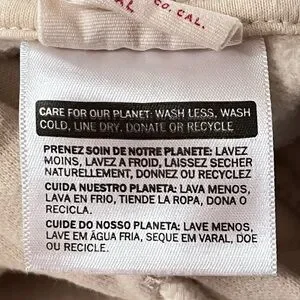 CO. CAL.
CARE FOR OUR PLANET: WASH LESS, WASH
COLD, LINE DRY, DONATE OR RECYCLE
PRENEZ SOIN DE NOTRE PLANETE: LAVEZ
MOINS, LAVEZ A FROID, LAISSEZ SECHER
NATURELLEMENT, DONNEZ OU RECYCLEZ
CUIDA NUESTRO PLANETA: LAVA MENOS,
LAVA EN FRIO, TIENDE LA ROPA, DONA O
RECICLA.
CUIDE DO NOSSO PLANETA: LAVE MENOS,
LAVE EM ÁGUA FRIA, SEQUE EM VARAL, DOE
OU RECICLE.